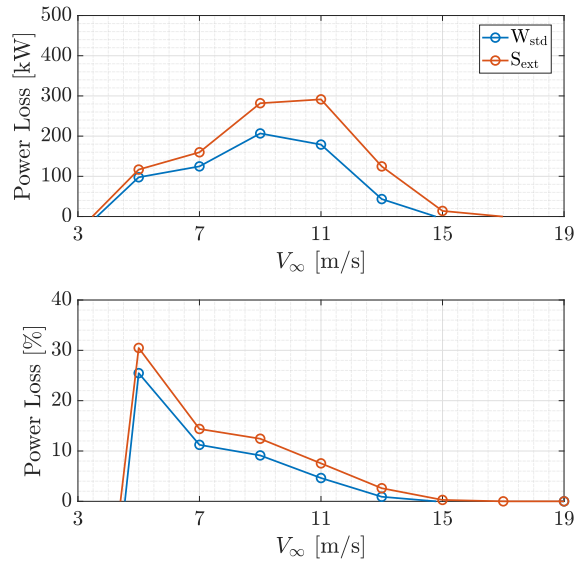 500
400
300
200
100
0
Power Loss [kW]
W_std
S_ext
3 7 11 15 19
V_∞ [m/s]
40
30
20
10
0
Power Loss [%]
3 7 11 15 19
V_∞ [m/s]